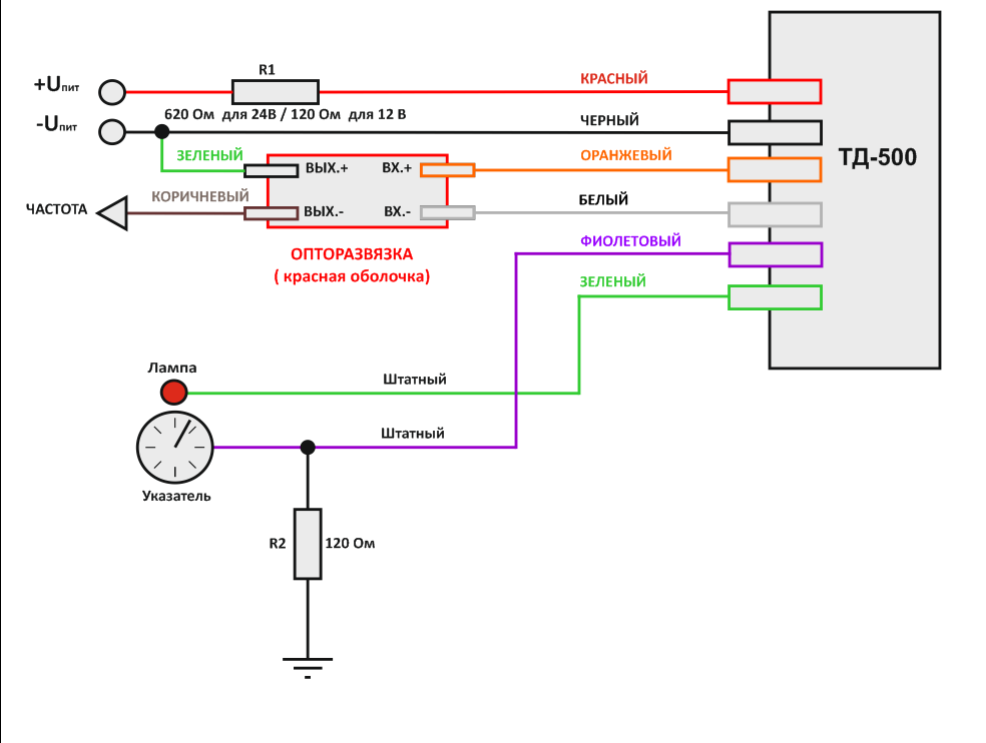 +Uпит
R1
КРАСНЫЙ
620 Ом для 24В / 120 Ом для 12 В
-Uпит
ЧЕРНЫЙ
ЗЕЛЕНЫЙ
ВЫХ.+ ВХ.+
ОРАНЖЕВЫЙ
ТД-500
КОРИЧНЕВЫЙ
ЧАСТОТА
ВЫХ.- ВХ.-
БЕЛЫЙ
ОПТОРАЗВЯЗКА
( красная оболочка)
ФИОЛЕТОВЫЙ
ЗЕЛЕНЫЙ
Лампа
Штатный
Штатный
Указатель
R2 120 Ом